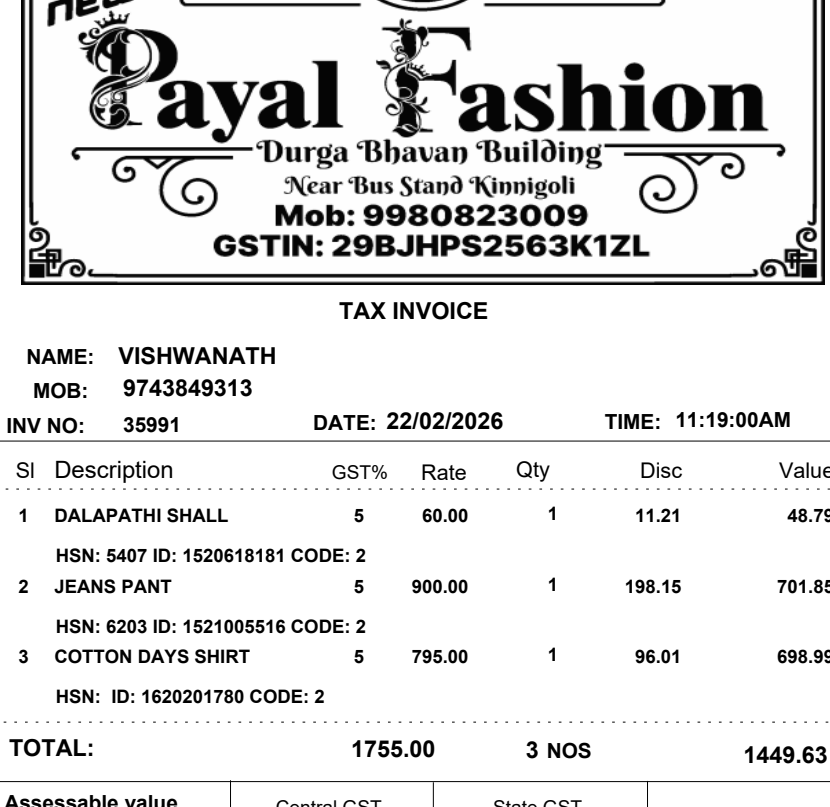 new
Payal Fashion
Durga Bhavan Building
Near Bus Stand Kinnigoli
Mob: 9980823009
GSTIN: 29BJHPS2563K1ZL
TAX INVOICE
NAME: VISHWANATH
MOB: 9743849313
INV NO: 35991 DATE: 22/02/2026 TIME: 11:19:00AM
Sl Description GST% Rate Qty Disc Value
1 DALAPATHI SHALL 5 60.00 1 11.21 48.79
HSN: 5407 ID: 1520618181 CODE: 2
2 JEANS PANT 5 900.00 1 198.15 701.85
HSN: 6203 ID: 1521005516 CODE: 2
3 COTTON DAYS SHIRT 5 795.00 1 96.01 698.99
HSN: ID: 1620201780 CODE: 2
TOTAL: 1755.00 3 NOS 1449.63
Assessable value Central GST State GST